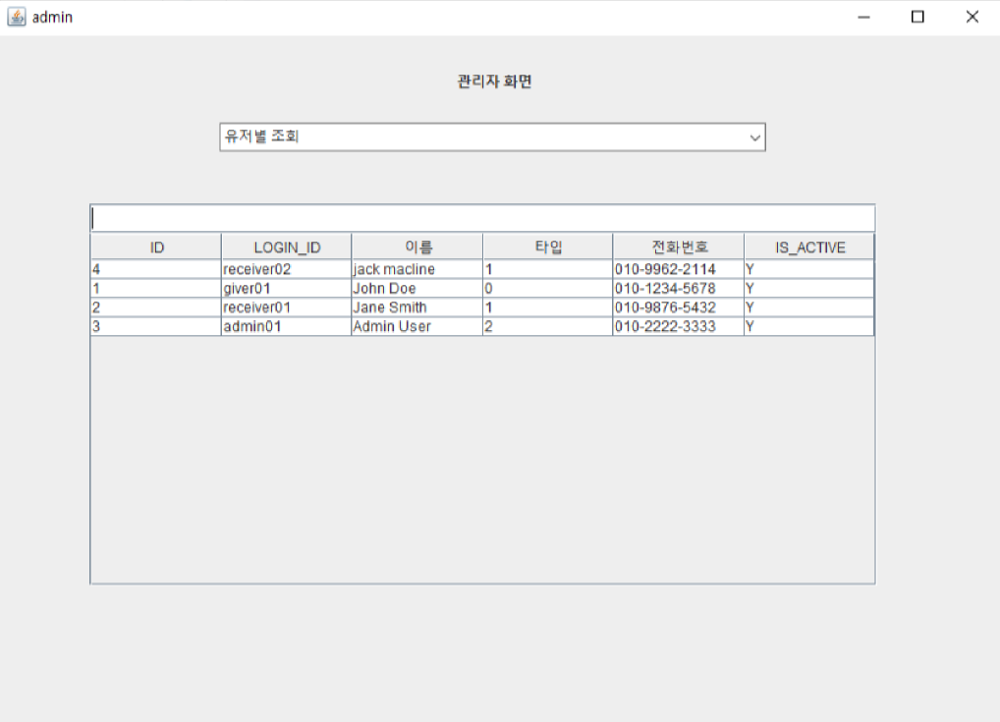 admin
관리자 화면
유저별 조회
ID LOGIN_ID 이름 타입 전화번호 IS_ACTIVE
4 receiver02 jack macline 1 010-9962-2114 Y
1 giver01 John Doe 0 010-1234-5678 Y
2 receiver01 Jane Smith 1 010-9876-5432 Y
3 admin01 Admin User 2 010-2222-3333 Y